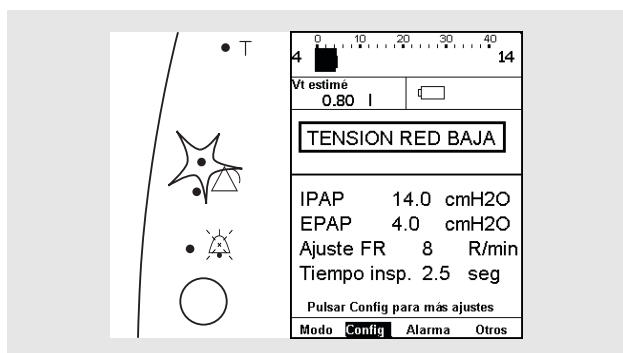 T
0 10 20 30 40
4 14
Vt estimé
0.80 l
TENSION RED BAJA
IPAP 14.0 cmH2O
EPAP 4.0 cmH2O
Ajuste FR 8 R/min
Tiempo insp. 2.5 seg
Pulsar Config para más ajustes
Modo Config Alarma Otros